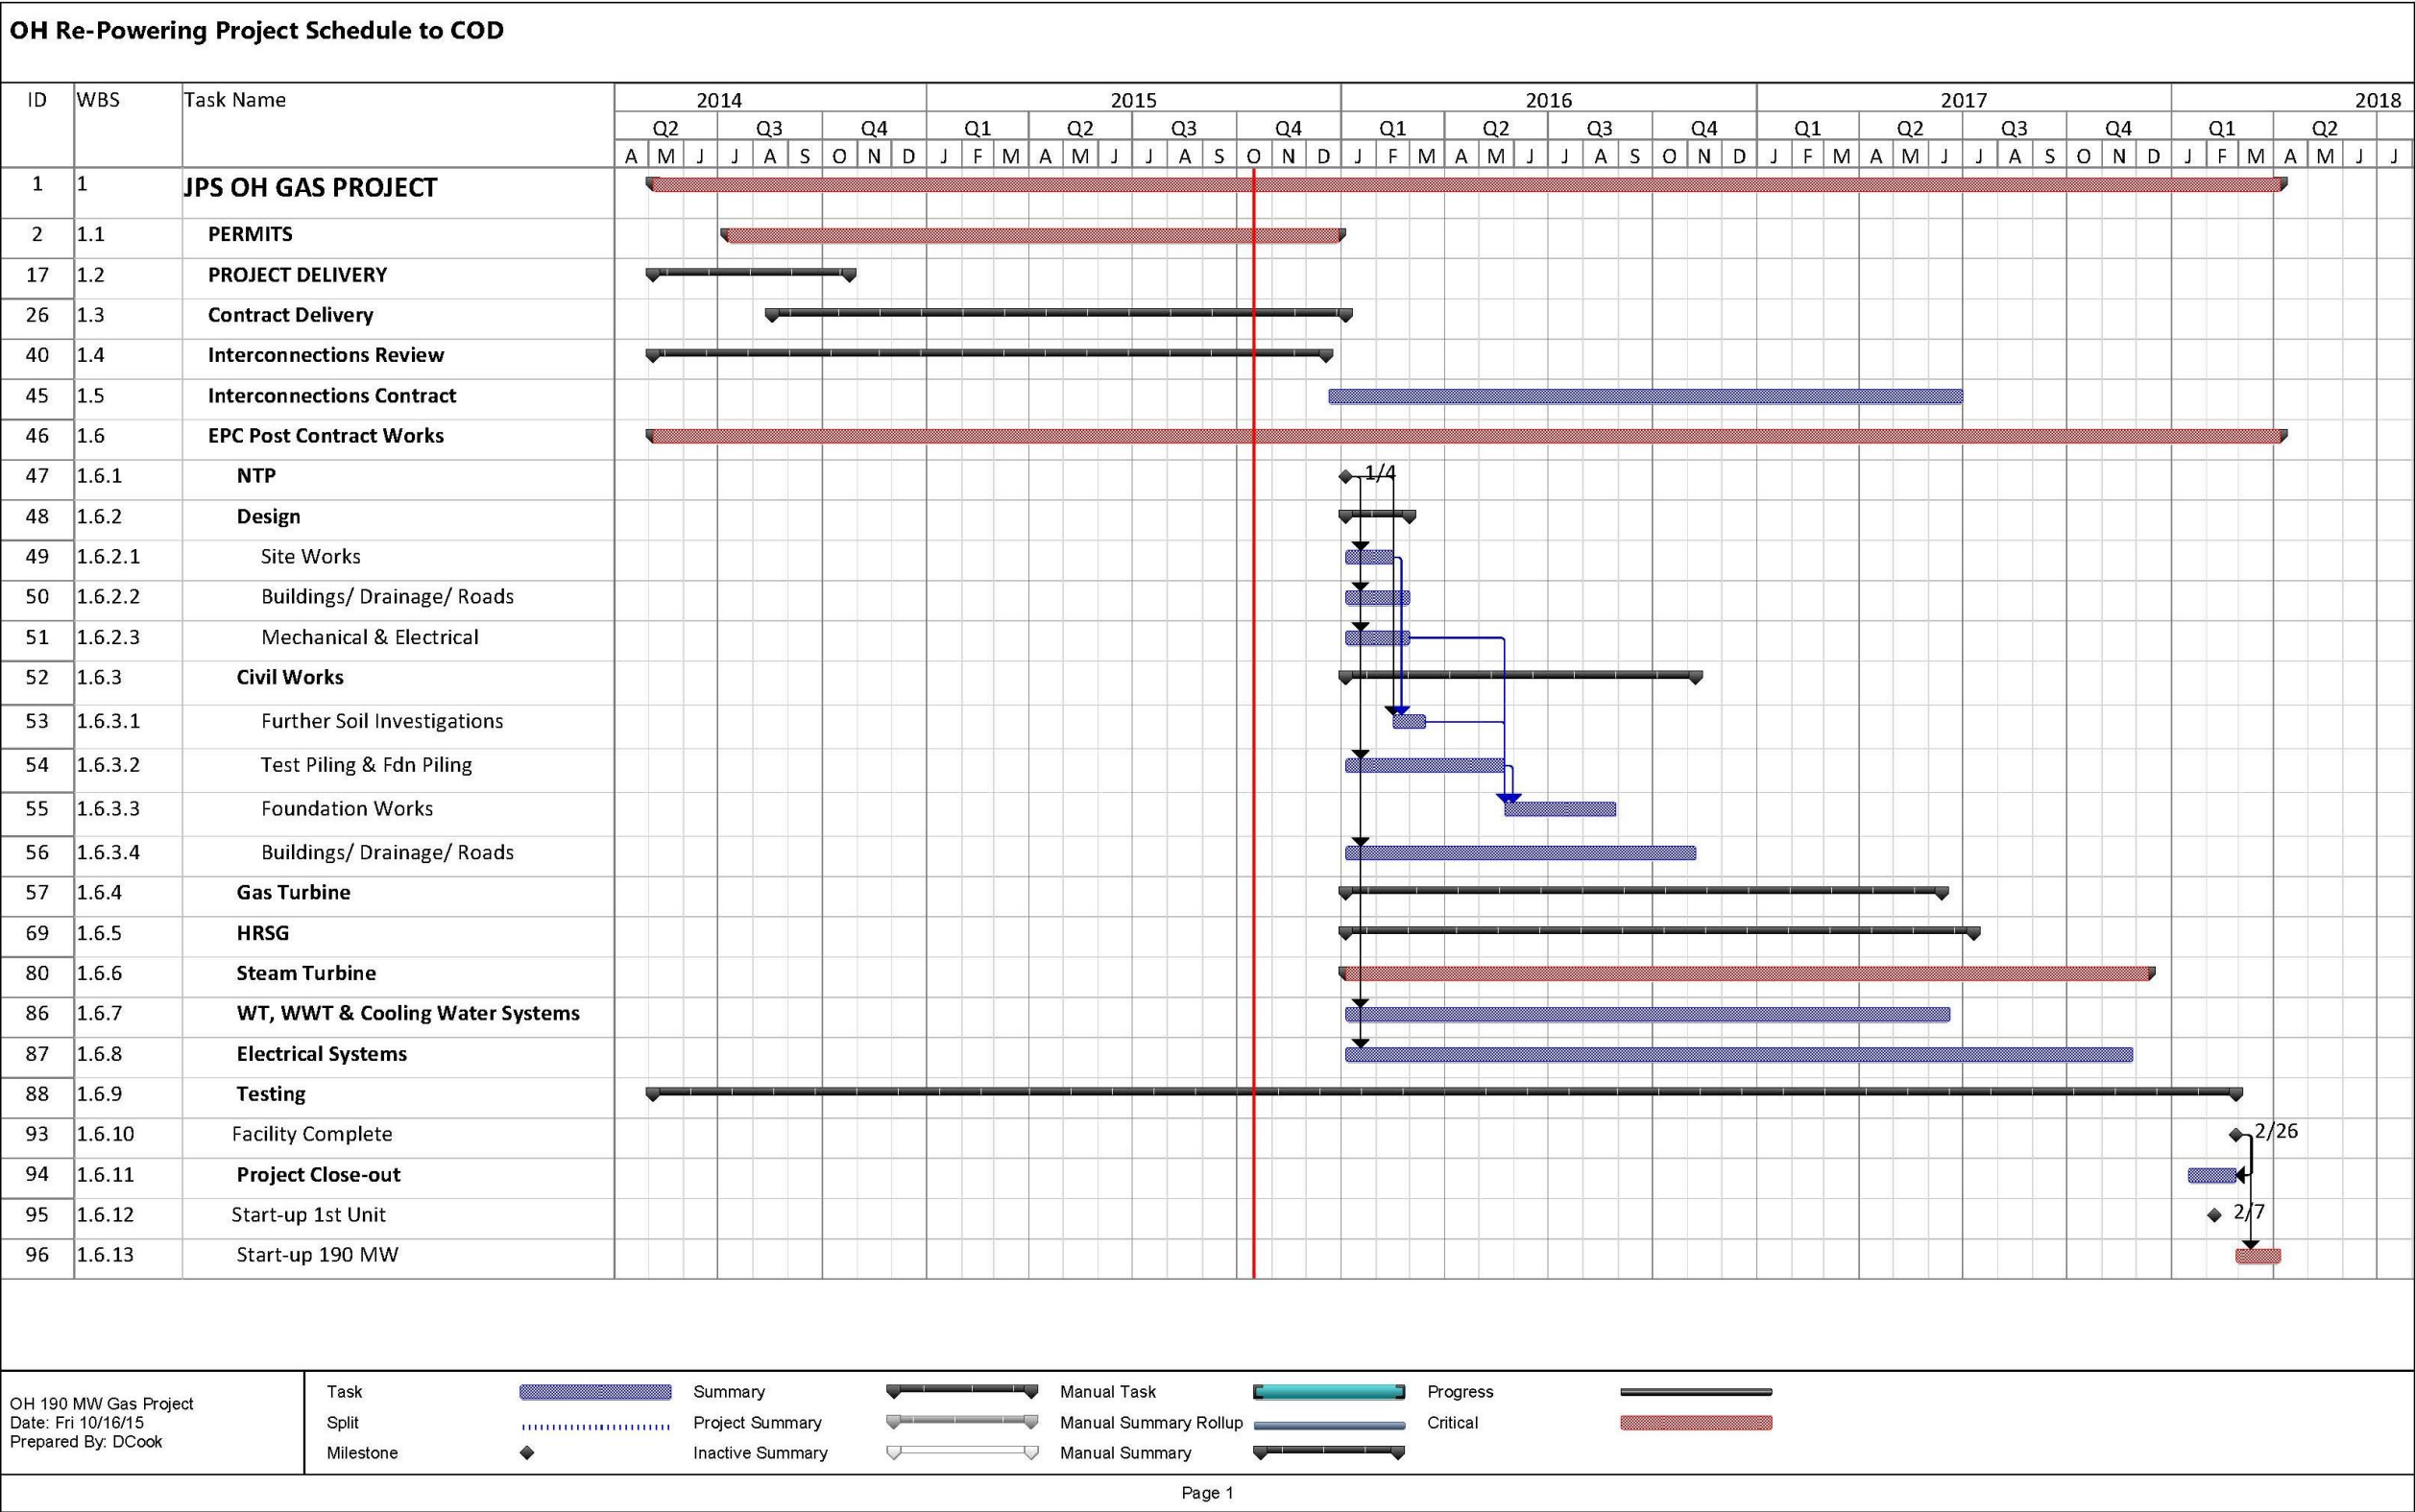 OH Re-Powering Project Schedule to COD
ID WBS Task Name 2014 2015 2016 2017 2018
Q2 Q3 Q4 Q1 Q2 Q3 Q4 Q1 Q2 Q3 Q4 Q1 Q2 Q3 Q4 Q1 Q2
A M J J A S O N D J F M A M J J A S O N D J F M A M J J A S O N D J F M A M J J A S O N D J F M A M J J
1 1 JPS OH GAS PROJECT
2 1.1 PERMITS
17 1.2 PROJECT DELIVERY
26 1.3 Contract Delivery
40 1.4 Interconnections Review
45 1.5 Interconnections Contract
46 1.6 EPC Post Contract Works
47 1.6.1 NTP 1/4
48 1.6.2 Design
49 1.6.2.1 Site Works
50 1.6.2.2 Buildings/ Drainage/ Roads
51 1.6.2.3 Mechanical & Electrical
52 1.6.3 Civil Works
53 1.6.3.1 Further Soil Investigations
54 1.6.3.2 Test Piling & Fdn Piling
55 1.6.3.3 Foundation Works
56 1.6.3.4 Buildings/ Drainage/ Roads
57 1.6.4 Gas Turbine
69 1.6.5 HRSG
80 1.6.6 Steam Turbine
86 1.6.7 WT, WWT & Cooling Water Systems
87 1.6.8 Electrical Systems
88 1.6.9 Testing
93 1.6.10 Facility Complete 2/26
94 1.6.11 Project Close-out
95 1.6.12 Start-up 1st Unit 2/7
96 1.6.13 Start-up 190 MW
OH 190 MW Gas Project
Date: Fri 10/16/15
Prepared By: DCook
Task Summary Manual Task Progress
Split Project Summary Manual Summary Rollup Critical
Milestone Inactive Summary Manual Summary
Page 1